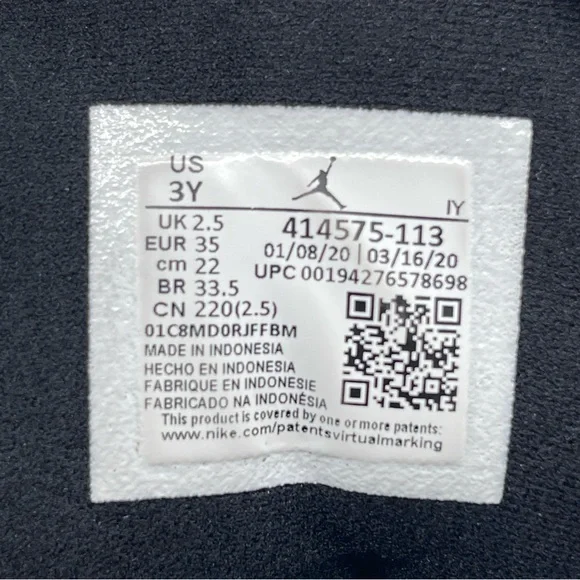 US
3Y
IY
UK 2.5
EUR 35
cm 22
BR 33.5
CN 220(2.5)
414575-113
01/08/20 | 03/16/20
UPC 00194276578698
01C8MD0RJFFBM
MADE IN INDONESIA
HECHO EN INDONESIA
FABRIQUE EN INDONESIE
FABRICADO NA INDONÉSIA
This product is covered by one or more patents:
www.nike.com/patentsvirtualmarking